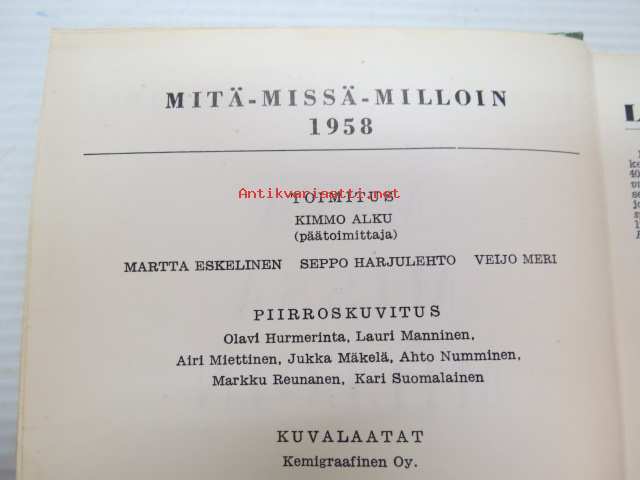 MITÄ-MISSÄ-MILLOIN
1958
TOIMITUS
Antikvariaatti.net
KIMMO ALKU
(päätoimittaja)
MARTTA ESKELINEN SEPPO HARJULEHTO VEIJO MERI
PIIRROSKUVITUS
Olavi Hurmerinta, Lauri Manninen,
Airi Miettinen, Jukka Mäkelä, Ahto Numminen,
Markku Reunanen, Kari Suomalainen
KUVALAATAT
Kemigraafinen Oy.